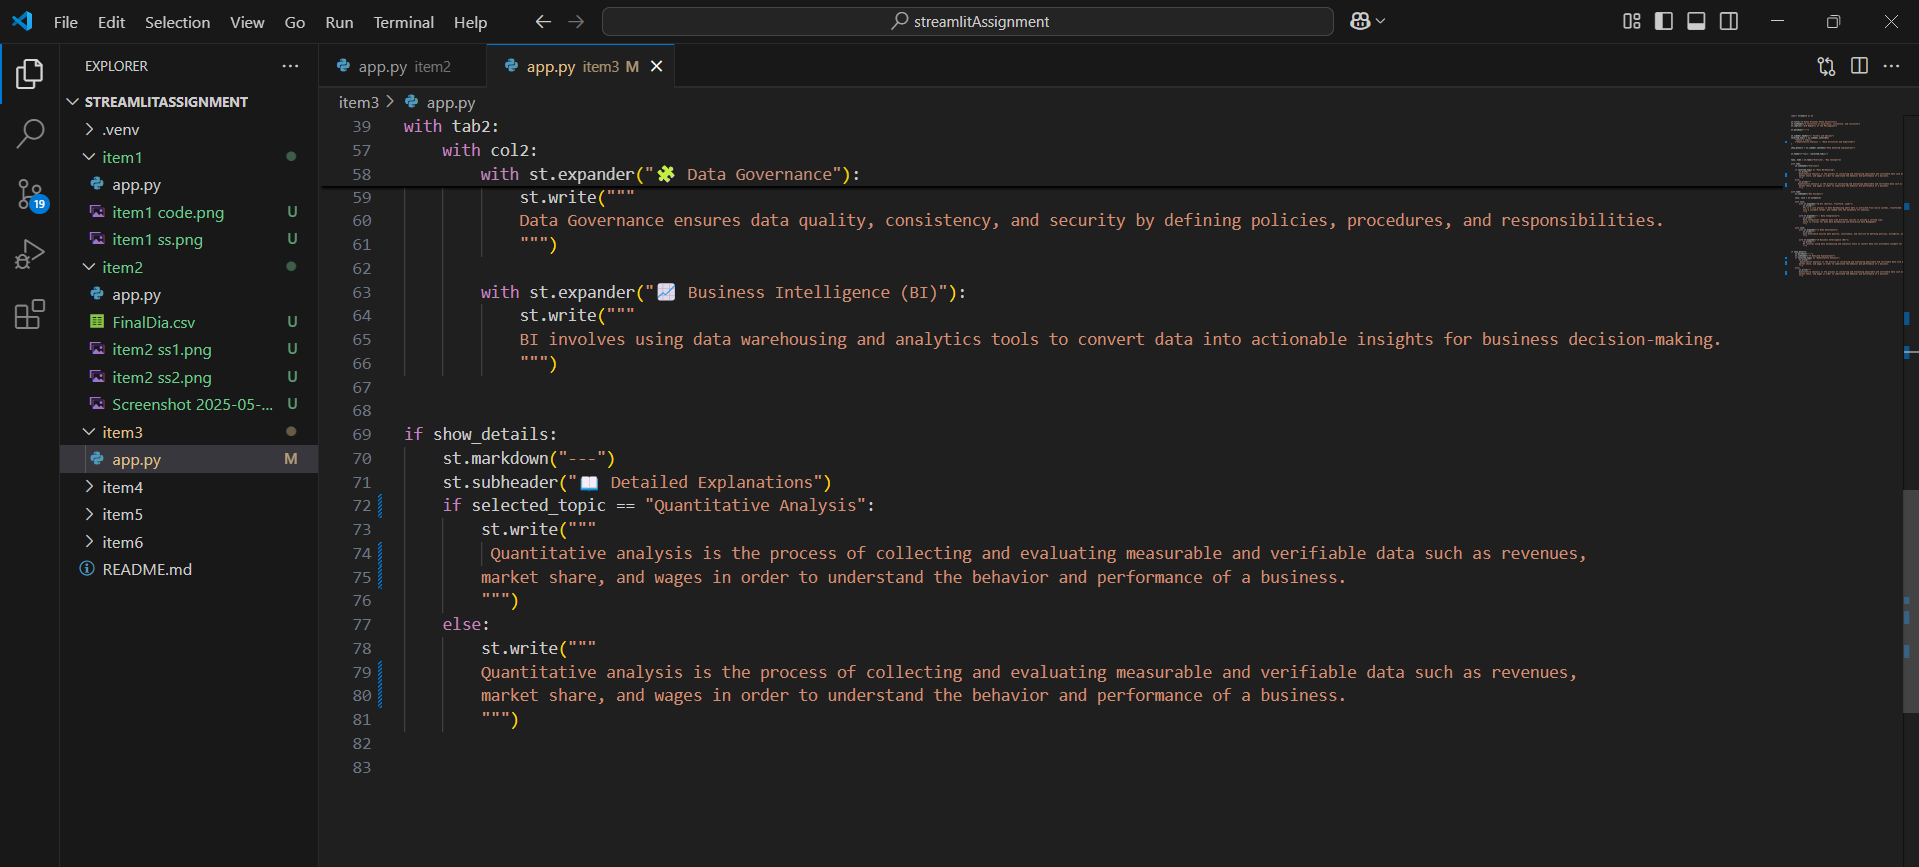 File Edit Selection View Go Run Terminal Help
streamlitAssignment
EXPLORER
STREAMLITASSIGNMENT
.venv
item1
app.py
item1 code.png U
item1 ss.png U
19
item2
app.py
FinalDia.csv U
item2 ss1.png U
item2 ss2.png U
Screenshot 2025-05-... U
item3
app.py M
item4
item5
item6
README.md
app.py item2
app.py item3 M
item3 > app.py
39 with tab2:
57 with col2:
58 with st.expander("🧩 Data Governance"):
59 st.write("""
60 Data Governance ensures data quality, consistency, and security by defining policies, procedures, and responsibilities.
61 """)
62
63 with st.expander("📈 Business Intelligence (BI)"):
64 st.write("""
65 BI involves using data warehousing and analytics tools to convert data into actionable insights for business decision-making.
66 """)
67
68
69 if show_details:
70 st.markdown("---")
71 st.subheader("📖 Detailed Explanations")
72 if selected_topic == "Quantitative Analysis":
73 st.write("""
74 Quantitative analysis is the process of collecting and evaluating measurable and verifiable data such as revenues,
75 market share, and wages in order to understand the behavior and performance of a business.
76 """)
77 else:
78 st.write("""
79 Quantitative analysis is the process of collecting and evaluating measurable and verifiable data such as revenues,
80 market share, and wages in order to understand the behavior and performance of a business.
81 """)
82
83